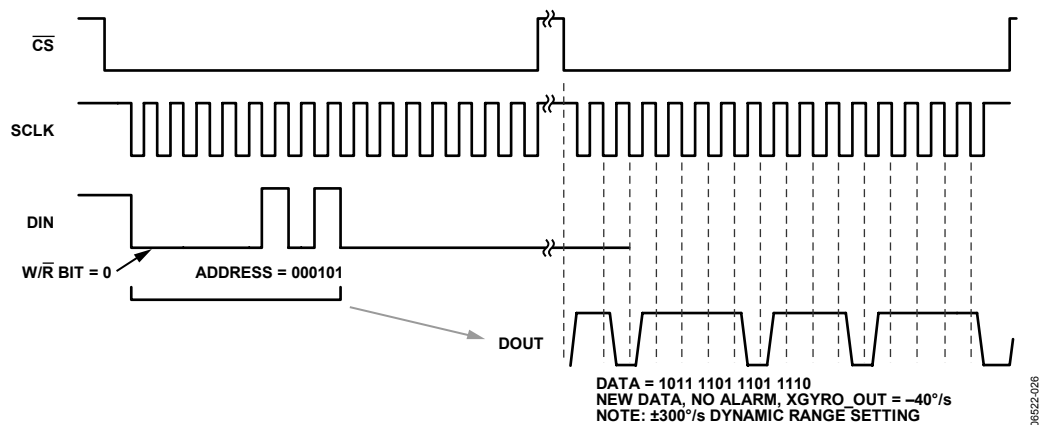 CS
SCLK
DIN
W/R BIT = 0
ADDRESS = 000101
DOUT
DATA = 1011 1101 1101 1110
NEW DATA, NO ALARM, XGYRO_OUT = –40°/s
NOTE: ±300°/s DYNAMIC RANGE SETTING
06522-026